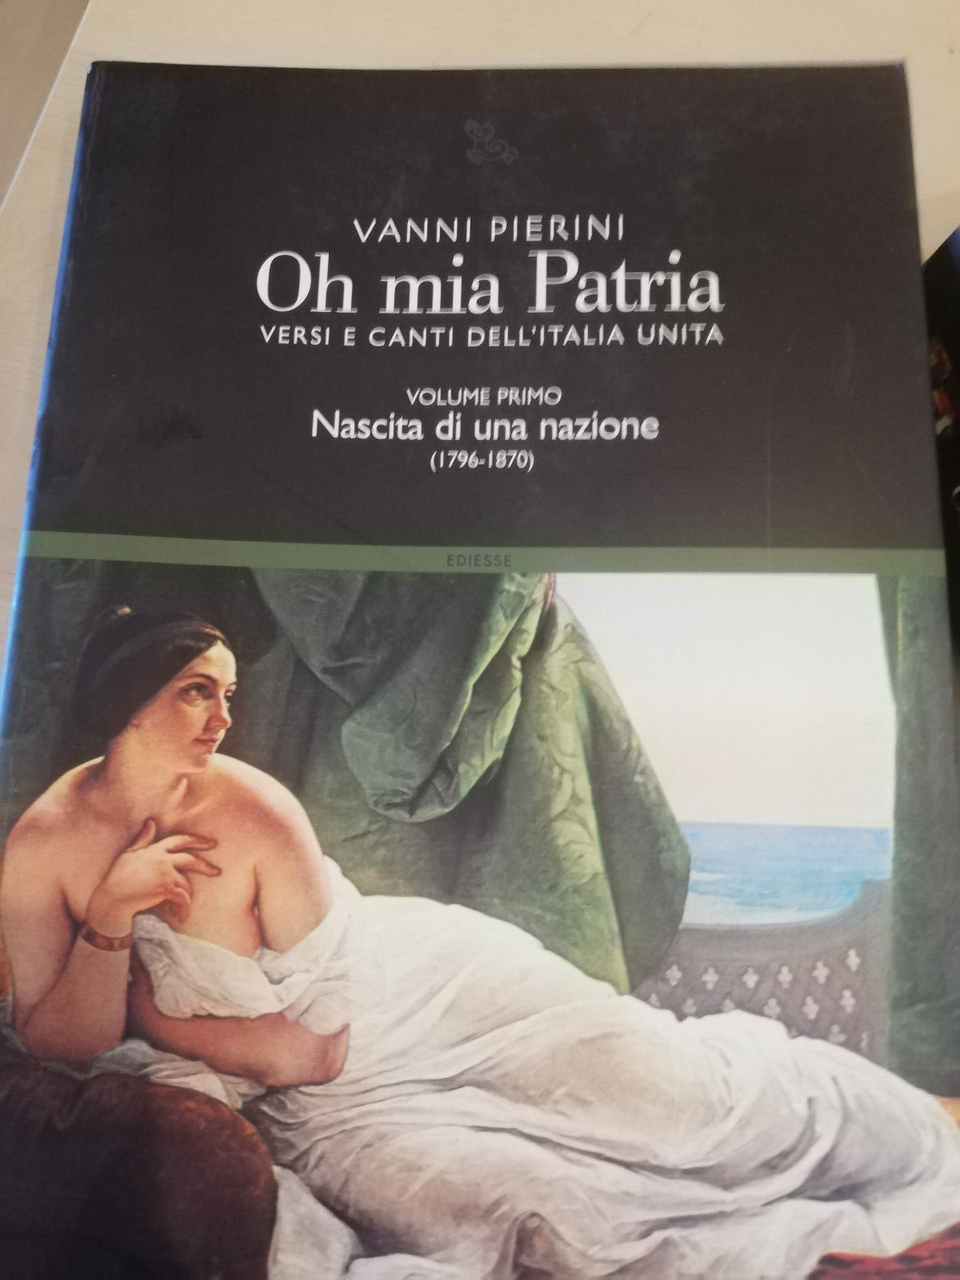 VANNI PIERINI
Oh mia Patria
VERSI E CANTI DELL'ITALIA UNITA
VOLUME PRIMO
Nascita di una nazione
(1796-1870)
EDIESSE